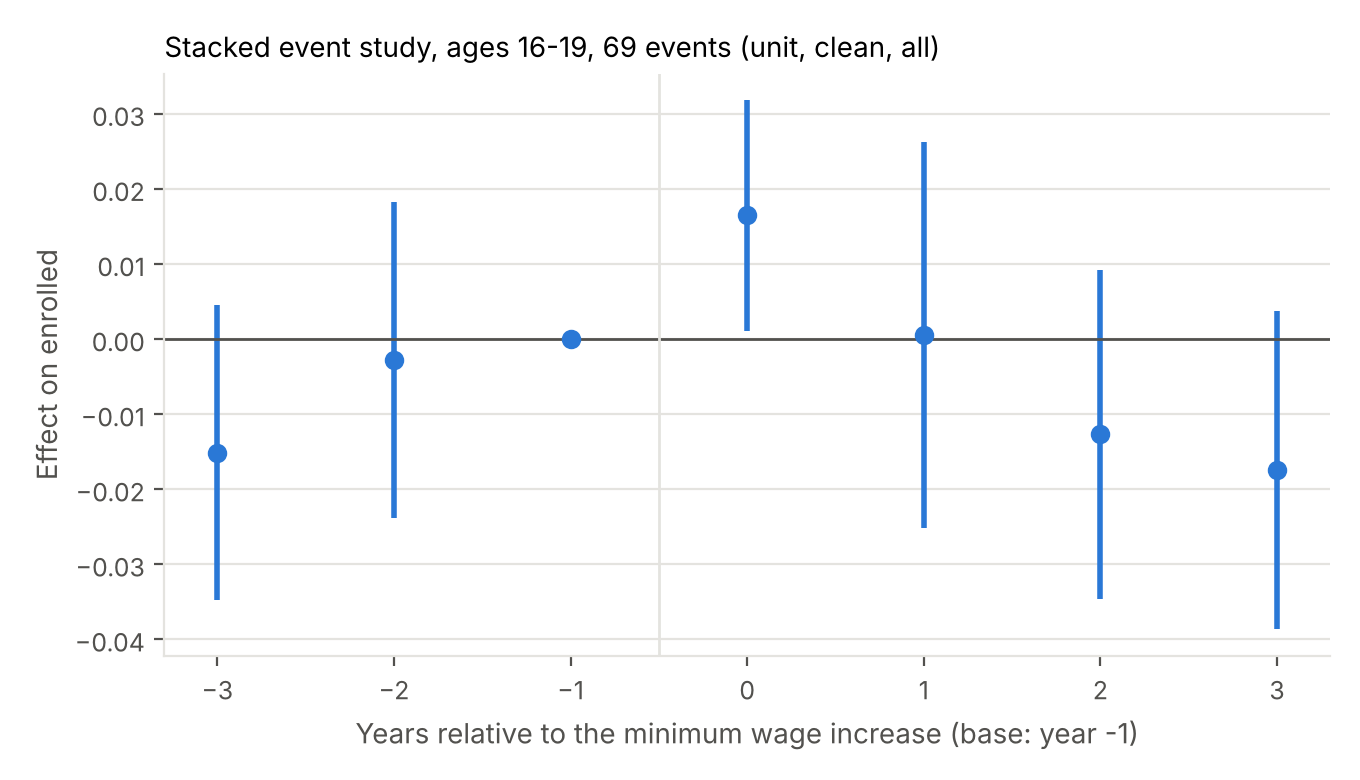 Stacked event study, ages 16-19, 69 events (unit, clean, all)
Effect on enrolled
0.03
0.02
0.01
0.00
−0.01
−0.02
−0.03
−0.04
−3 −2 −1 0 1 2 3
Years relative to the minimum wage increase (base: year -1)